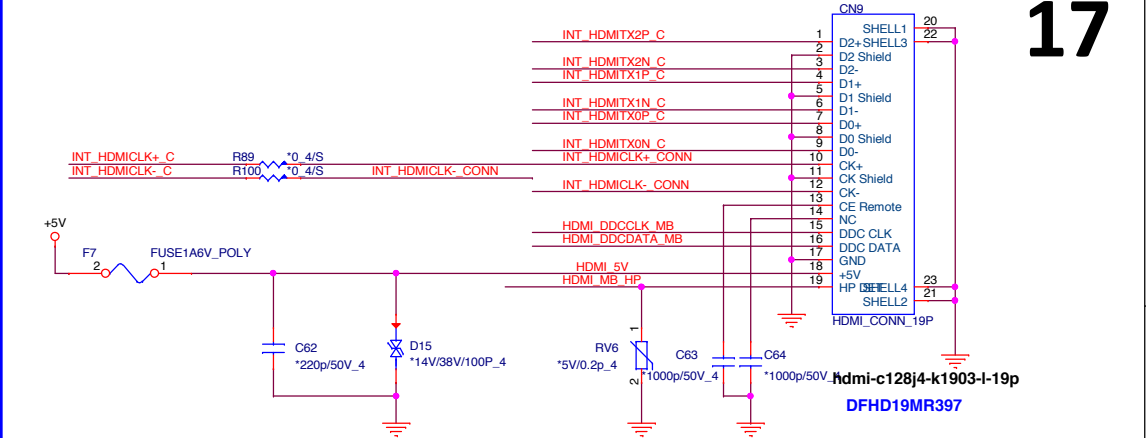 17
CN9
SHELL1 20
SHELL3 22
INT_HDMITX2P_C 1 D2+
2 D2 Shield
INT_HDMITX2N_C 3 D2-
INT_HDMITX1P_C 4 D1+
5 D1 Shield
INT_HDMITX1N_C 6 D1-
INT_HDMITX0P_C 7 D0+
8 D0 Shield
INT_HDMITX0N_C 9 D0-
INT_HDMICLK+_C R89 *0_4/S INT_HDMICLK+_CONN 10 CK+
INT_HDMICLK-_C R100 *0_4/S INT_HDMICLK-_CONN 11 CK Shield
INT_HDMICLK-_CONN 12 CK-
13 CE Remote
14 NC
HDMI_DDCCLK_MB 15 DDC CLK
HDMI_DDCDATA_MB 16 DDC DATA
17 GND
+5V
F7 FUSE1A6V_POLY
2 1
HDMI_5V 18 +5V
HDMI_MB_HP 19 HP DET
SHELL4 23
SHELL2 21
HDMI_CONN_19P
C62
*220p/50V_4
D15
*14V/38V/100P_4
1
RV6
*5V/0.2p_4
2
C63
*1000p/50V_4
C64
*1000p/50V_4
hdmi-c128j4-k1903-l-19p
DFHD19MR397